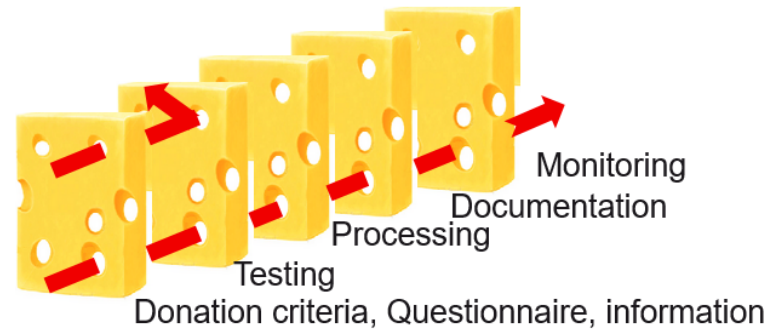 Monitoring
Documentation
Processing
Testing
Donation criteria, Questionnaire, information